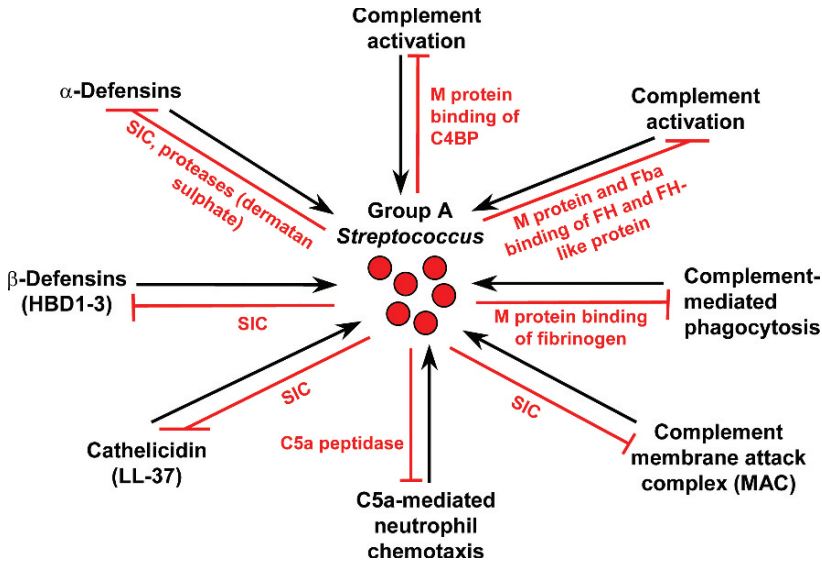 Complement
activation
α-Defensins
M protein
binding of
C4BP
Complement
activation
SIC, proteases (dermatan
sulphate)
M protein and Fba
binding of FH and FH-
like protein
Group A
Streptococcus
β-Defensins
(HBD1-3)
SIC
Complement-
mediated
phagocytosis
M protein binding
of fibrinogen
SIC
SIC
Cathelicidin
(LL-37)
C5a peptidase
Complement
membrane attack
complex (MAC)
C5a-mediated
neutrophil
chemotaxis